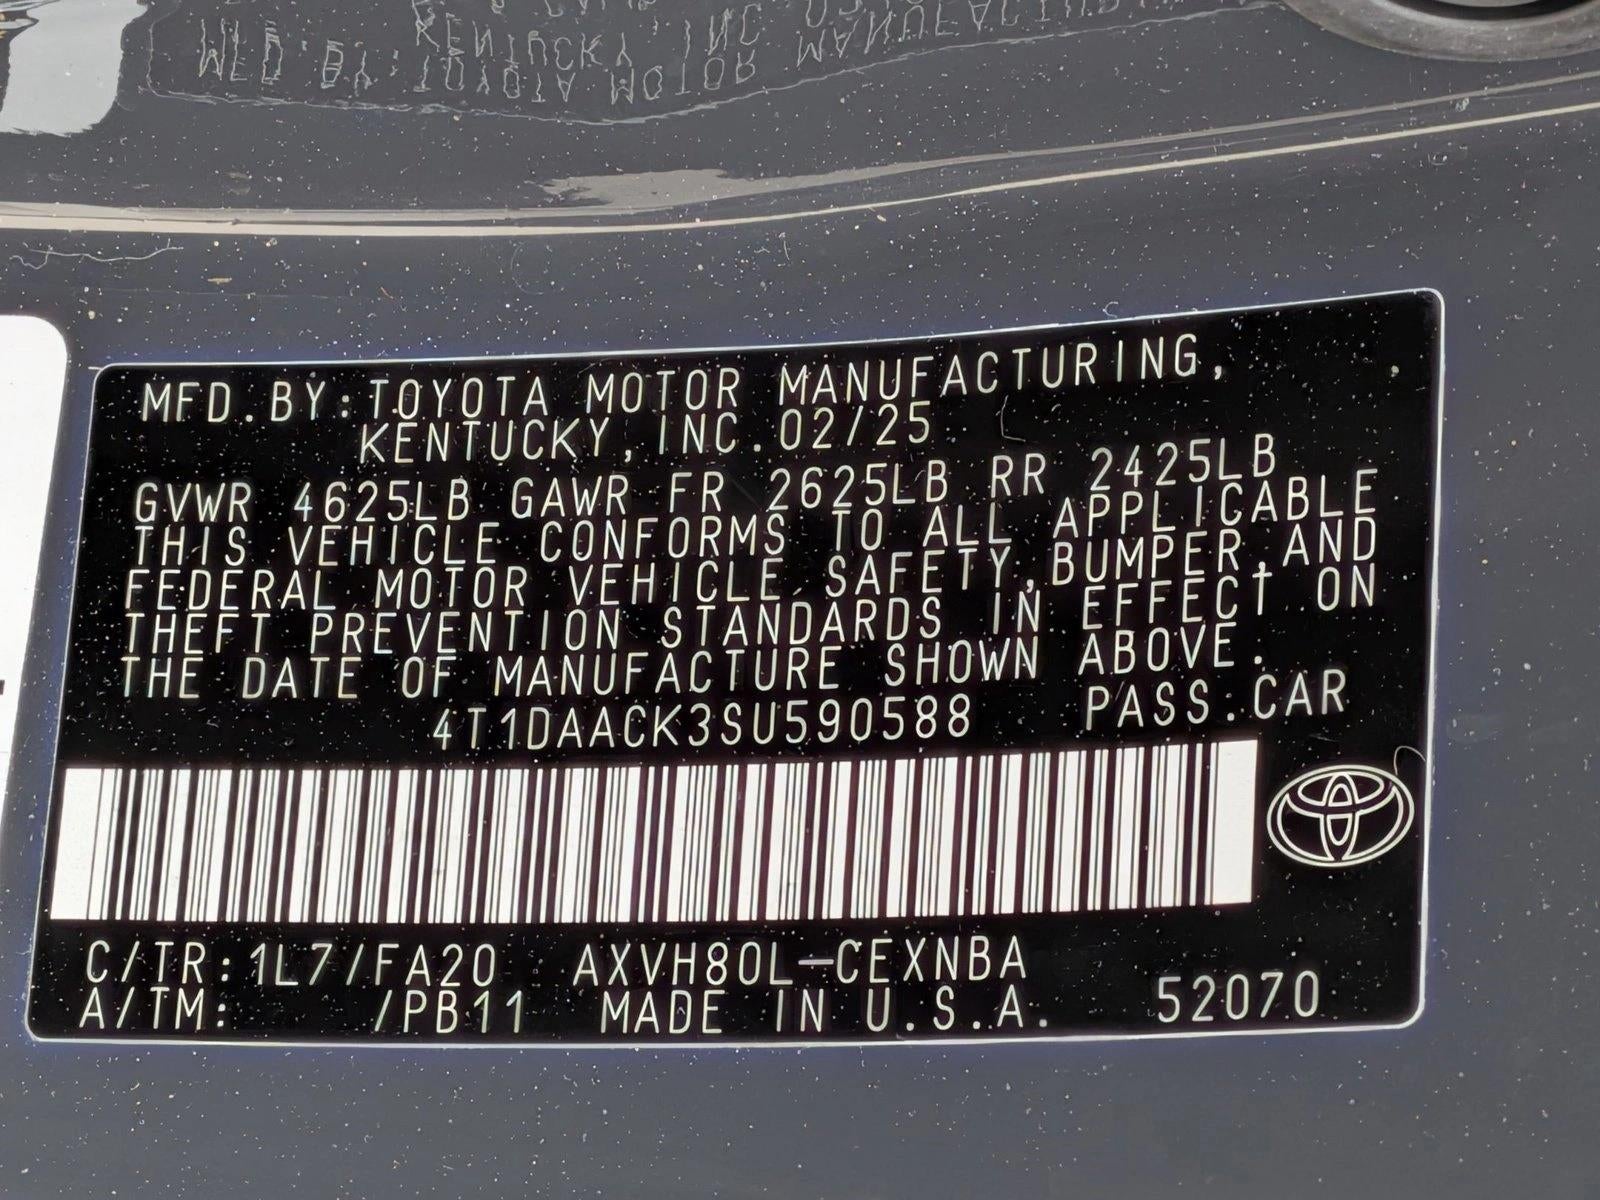 MFD.BY:TOYOTA MOTOR MANUFACTURING,
KENTUCKY,INC.02/25
GVWR 4625LB GAWR FR 2625LB RR 2425LB
THIS VEHICLE CONFORMS TO ALL APPLICABLE
FEDERAL MOTOR VEHICLE SAFETY,BUMPER,AND
THEFT PREVENTION STANDARDS IN EFFECT ON
THE DATE OF MANUFACTURE SHOWN ABOVE.
4T1DAACK3SU590588 PASS.CAR
C/TR:1L7/FA20 AXVH80L-CEXNBA
A/TM: /PB11 MADE IN U.S.A. 52070